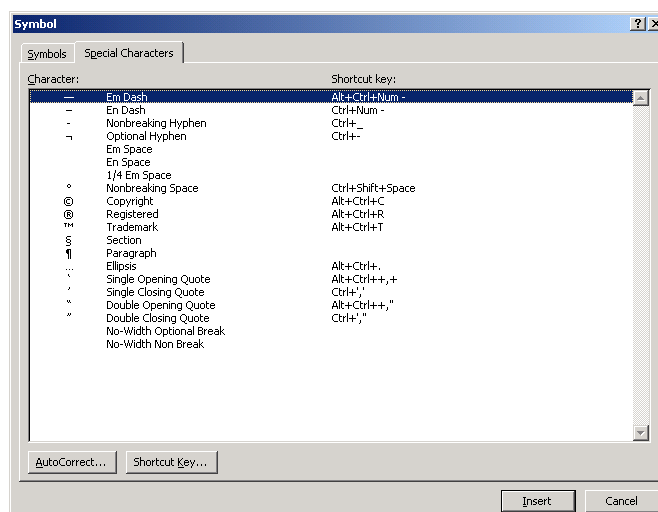 Symbol
Symbols Special Characters
Character: Shortcut key:
— Em Dash Alt+Ctrl+Num -
– En Dash Ctrl+Num -
- Nonbreaking Hyphen Ctrl+_
¬ Optional Hyphen Ctrl+-
Em Space
En Space
1/4 Em Space
° Nonbreaking Space Ctrl+Shift+Space
© Copyright Alt+Ctrl+C
® Registered Alt+Ctrl+R
™ Trademark Alt+Ctrl+T
§ Section
¶ Paragraph
… Ellipsis Alt+Ctrl+.
‘ Single Opening Quote Alt+Ctrl++,+
’ Single Closing Quote Ctrl+','
“ Double Opening Quote Alt+Ctrl++,"
” Double Closing Quote Ctrl+',"
No-Width Optional Break
No-Width Non Break
AutoCorrect... Shortcut Key...
Insert Cancel